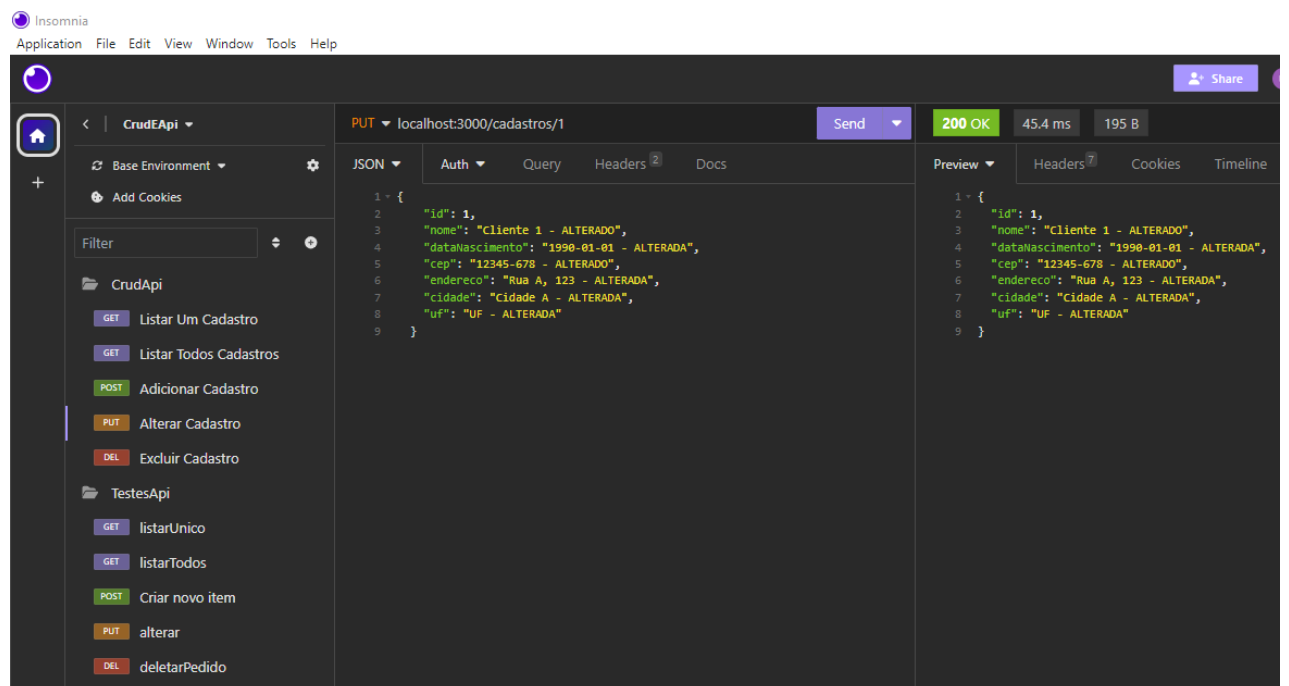 Insomnia
Application File Edit View Window Tools Help
Share
CrudEApi
Base Environment
Add Cookies
Filter
CrudApi
GET Listar Um Cadastro
GET Listar Todos Cadastros
POST Adicionar Cadastro
PUT Alterar Cadastro
DEL Excluir Cadastro
TestesApi
GET listarUnico
GET listarTodos
POST Criar novo item
PUT alterar
DEL deletarPedido
PUT localhost:3000/cadastros/1 Send
JSON Auth Query Headers 2 Docs
1 {
2 "id": 1,
3 "nome": "Cliente 1 - ALTERADO",
4 "dataNascimento": "1990-01-01 - ALTERADA",
5 "cep": "12345-678 - ALTERADO",
6 "endereco": "Rua A, 123 - ALTERADA",
7 "cidade": "Cidade A - ALTERADA",
8 "uf": "UF - ALTERADA"
9 }
200 OK 45.4 ms 195 B
Preview Headers 7 Cookies Timeline
1 {
2 "id": 1,
3 "nome": "Cliente 1 - ALTERADO",
4 "dataNascimento": "1990-01-01 - ALTERADA",
5 "cep": "12345-678 - ALTERADO",
6 "endereco": "Rua A, 123 - ALTERADA",
7 "cidade": "Cidade A - ALTERADA",
8 "uf": "UF - ALTERADA"
9 }